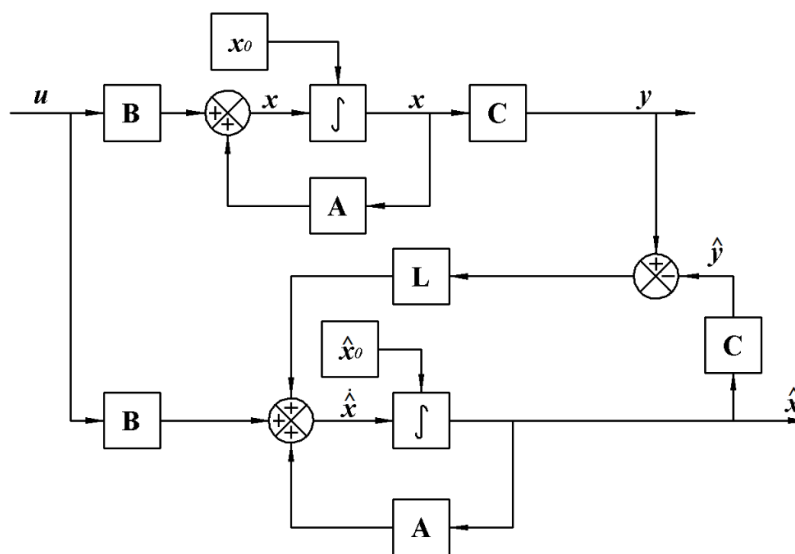 x₀
u B + + x ∫ x C y
A
L + − ŷ
x̂₀ C
B + + + x̂̇ ∫ x̂
A